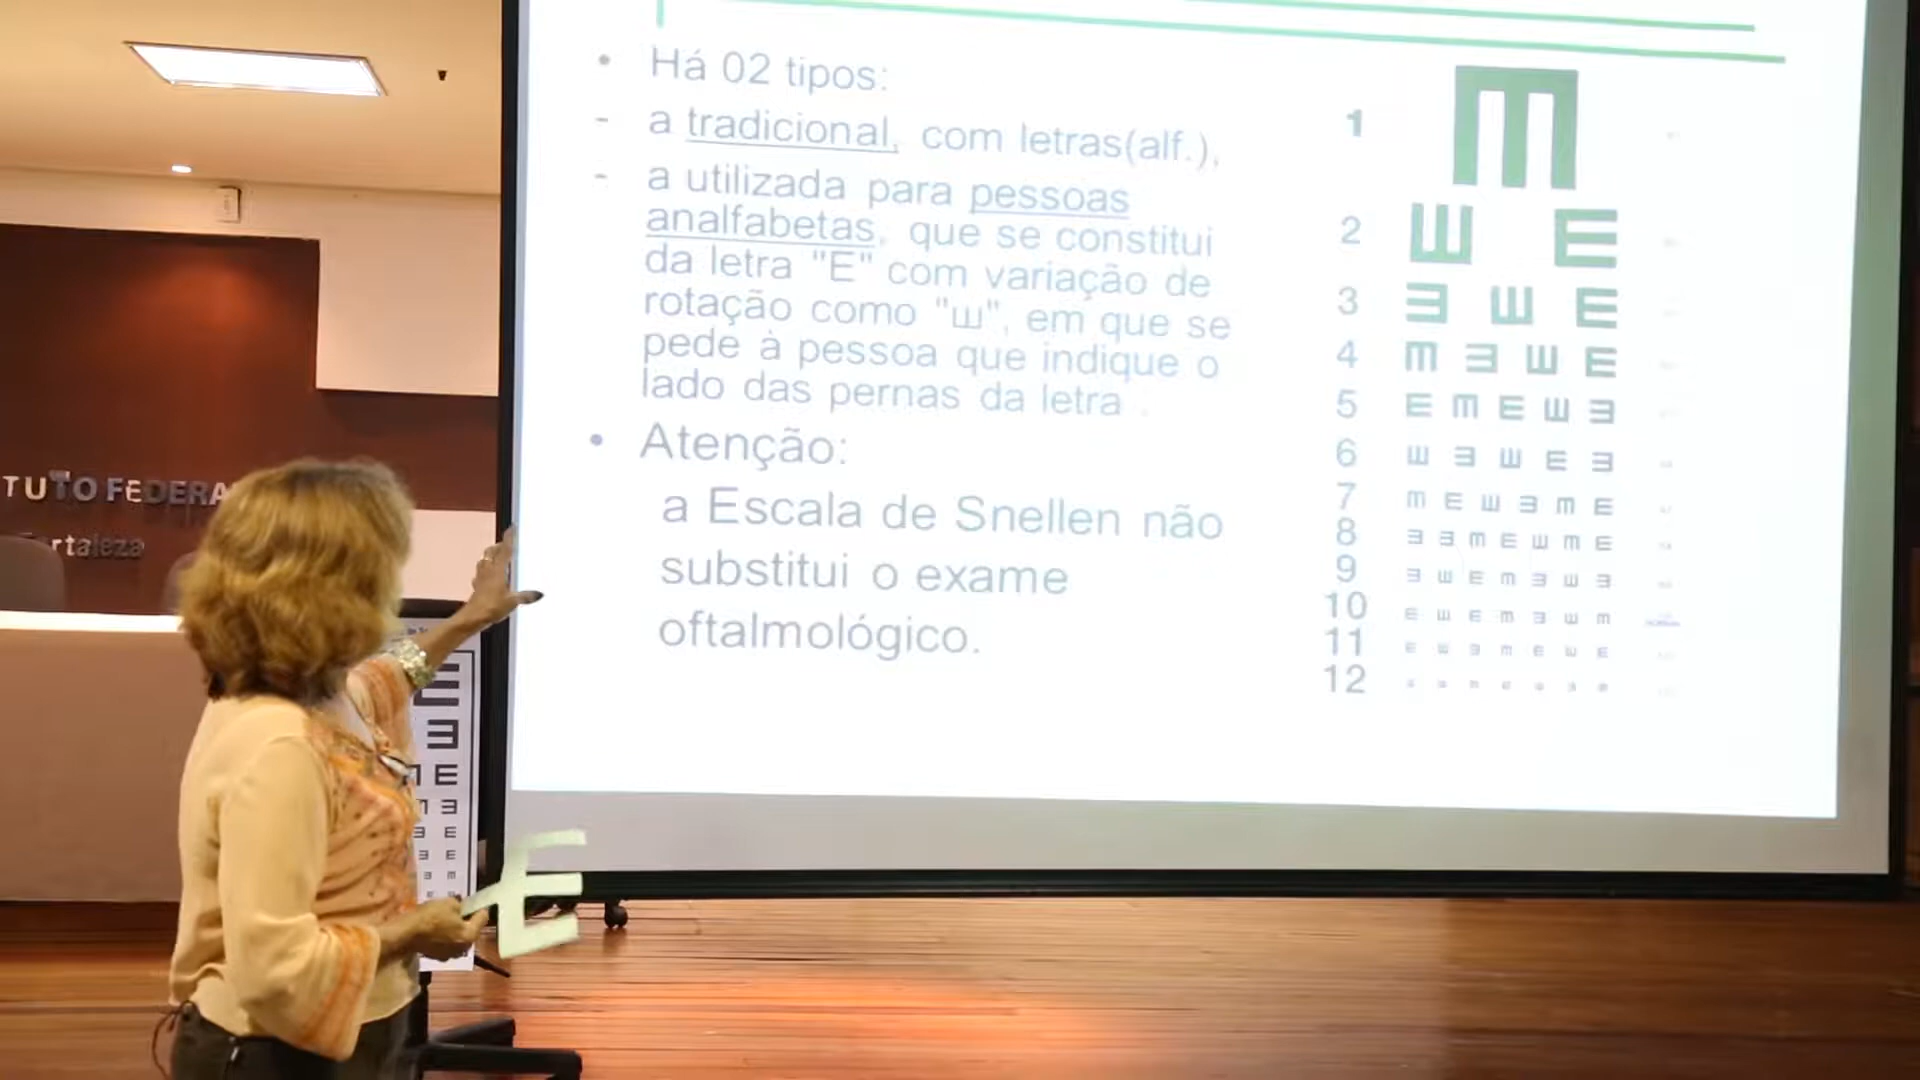 Há 02 tipos:
a tradicional, com letras(alf.),
a utilizada para pessoas
analfabetas, que se constitui
da letra "E" com variação de
rotação como "ш", em que se
pede à pessoa que indique o
lado das pernas da letra .
Atenção:
a Escala de Snellen não
substitui o exame
oftalmológico.
1 m
2 ш E
3 Ǝ ш E
4 m Ǝ ш E
5 E m E ш Ǝ
6 ш Ǝ ш E Ǝ
7 m E ш Ǝ m E
8 Ǝ Ǝ m E ш m E
9 Ǝ ш E m Ǝ ш Ǝ
10 E ш E m Ǝ ш m
11 E ш Ǝ m E ш E
12
TUTO FEDERA
rtaleza
E
Ǝ
m E
m Ǝ
Ǝ E
Ǝ E
Ǝ m
E